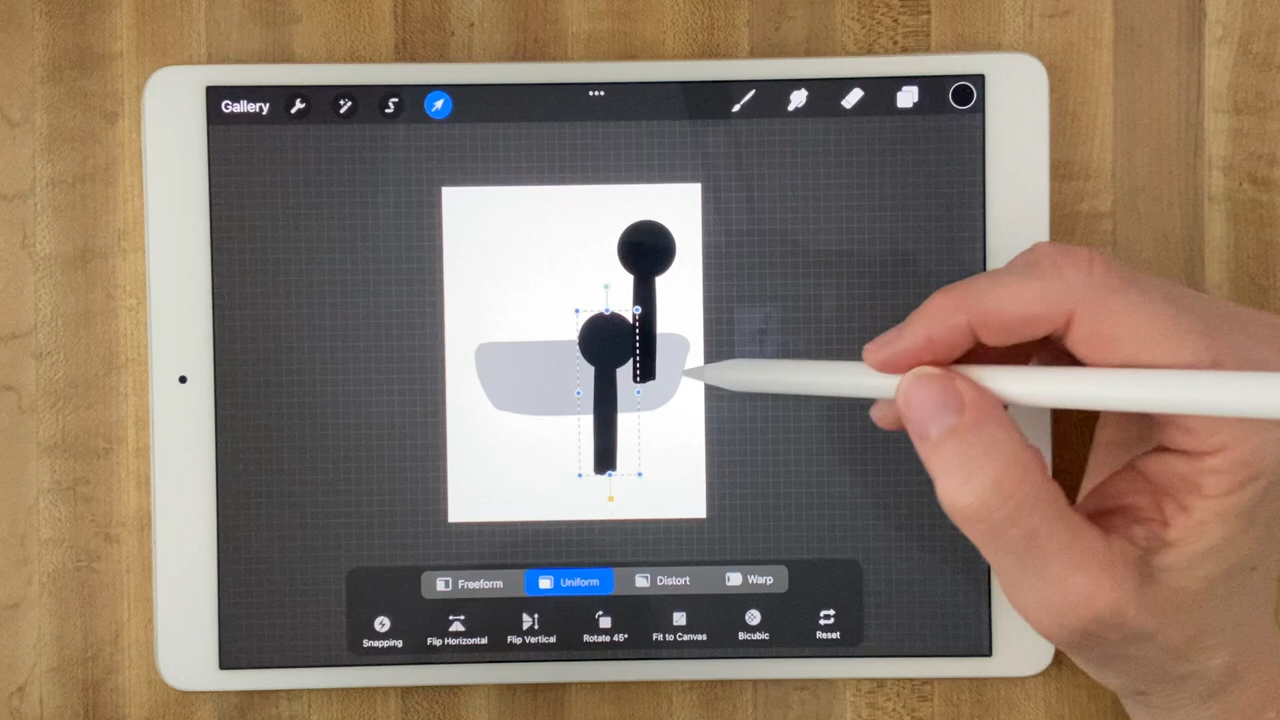 Gallery
Freeform Uniform Distort Warp
Snapping Flip Horizontal Flip Vertical Rotate 45° Fit to Canvas Bicubic Reset